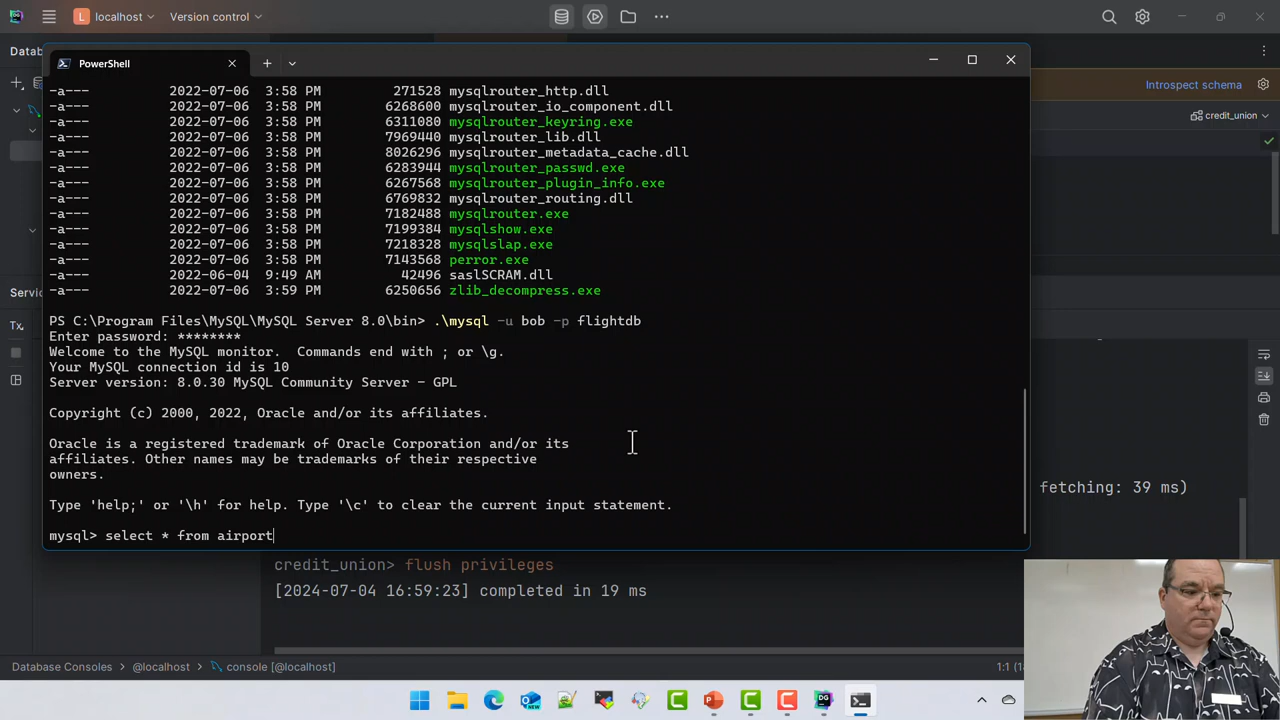 L localhost Version control
Datab
PowerShell
-a--- 2022-07-06 3:58 PM 271528 mysqlrouter_http.dll
-a--- 2022-07-06 3:58 PM 6268600 mysqlrouter_io_component.dll
-a--- 2022-07-06 3:58 PM 6311080 mysqlrouter_keyring.exe
-a--- 2022-07-06 3:58 PM 7969440 mysqlrouter_lib.dll
-a--- 2022-07-06 3:58 PM 8026296 mysqlrouter_metadata_cache.dll
-a--- 2022-07-06 3:58 PM 6283944 mysqlrouter_passwd.exe
-a--- 2022-07-06 3:58 PM 6267568 mysqlrouter_plugin_info.exe
-a--- 2022-07-06 3:58 PM 6769832 mysqlrouter_routing.dll
-a--- 2022-07-06 3:58 PM 7182488 mysqlrouter.exe
-a--- 2022-07-06 3:58 PM 7199384 mysqlshow.exe
-a--- 2022-07-06 3:58 PM 7218328 mysqlslap.exe
-a--- 2022-07-06 3:58 PM 7143568 perror.exe
-a--- 2022-06-04 9:49 AM 42496 saslSCRAM.dll
-a--- 2022-07-06 3:59 PM 6250656 zlib_decompress.exe
PS C:\Program Files\MySQL\MySQL Server 8.0\bin> .\mysql -u bob -p flightdb
Enter password: ********
Welcome to the MySQL monitor. Commands end with ; or \g.
Your MySQL connection id is 10
Server version: 8.0.30 MySQL Community Server - GPL
Copyright (c) 2000, 2022, Oracle and/or its affiliates.
Oracle is a registered trademark of Oracle Corporation and/or its
affiliates. Other names may be trademarks of their respective
owners.
Type 'help;' or '\h' for help. Type '\c' to clear the current input statement.
mysql> select * from airport
Introspect schema
credit_union
Servic
Tx
fetching: 39 ms)
credit_union> flush privileges
[2024-07-04 16:59:23] completed in 19 ms
Database Consoles > @localhost > console [@localhost]
1:1 (1